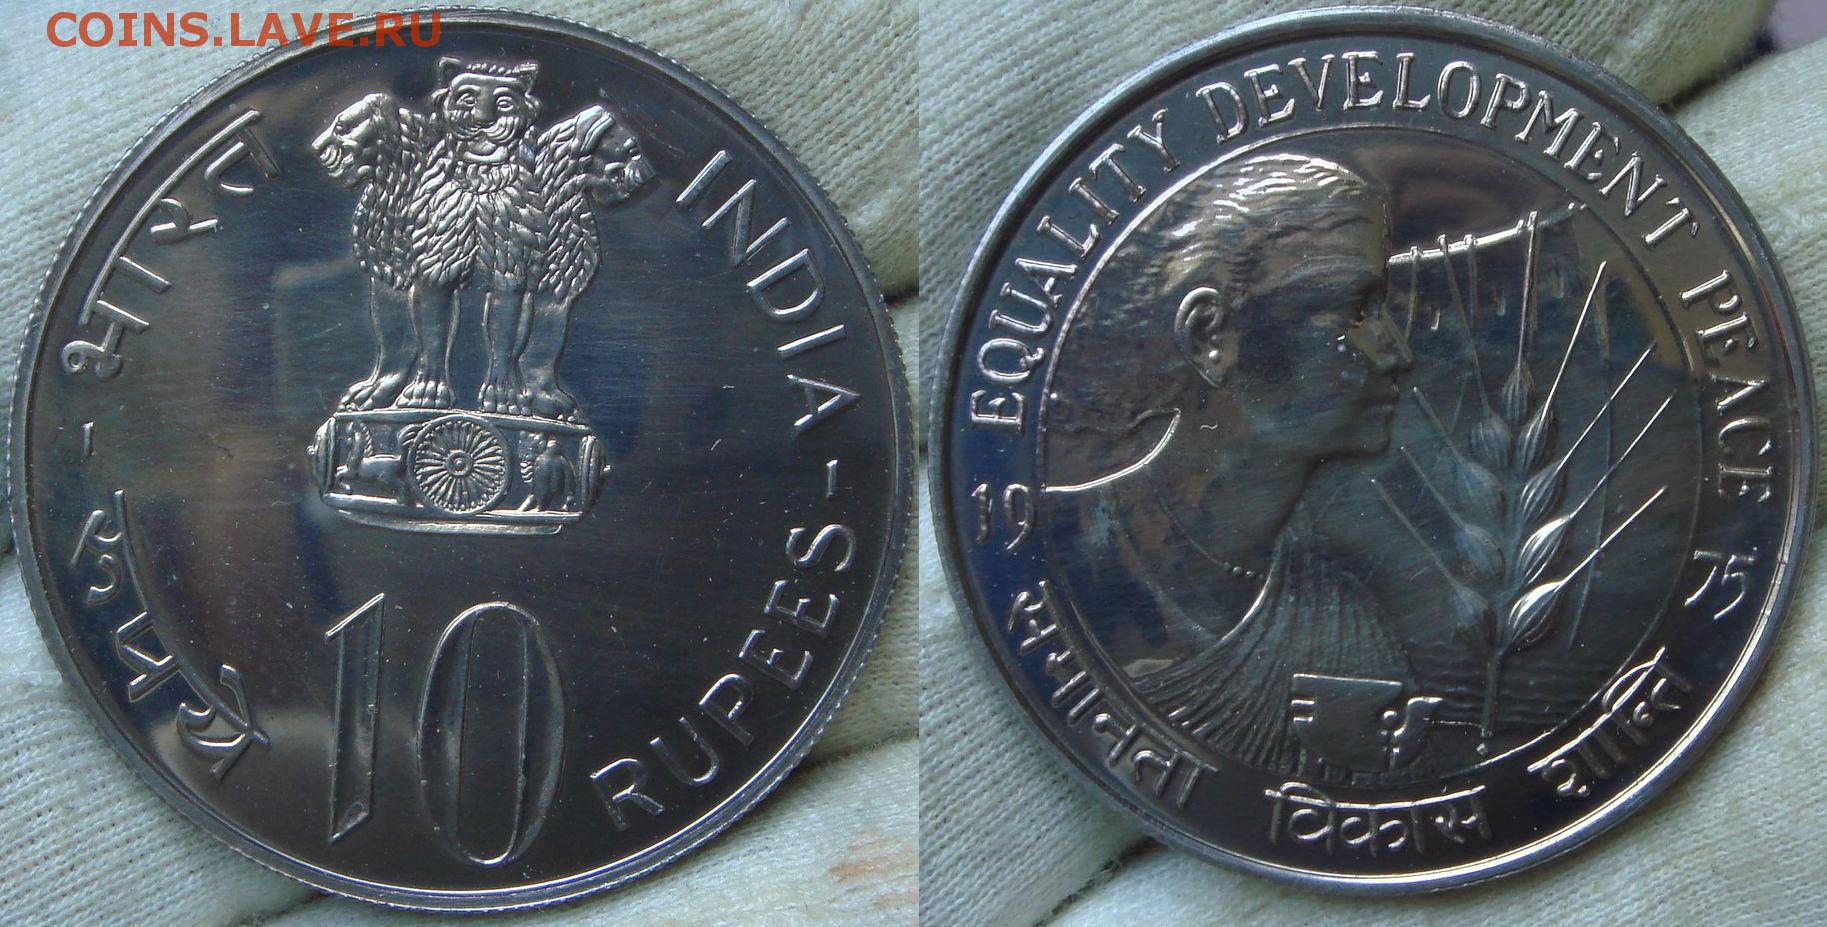 COINS.LAVE.RU
भारत
INDIA
रुपये
10
RUPEES
EQUALITY DEVELOPMENT PEACE
19 75
समानता विकास शान्ति